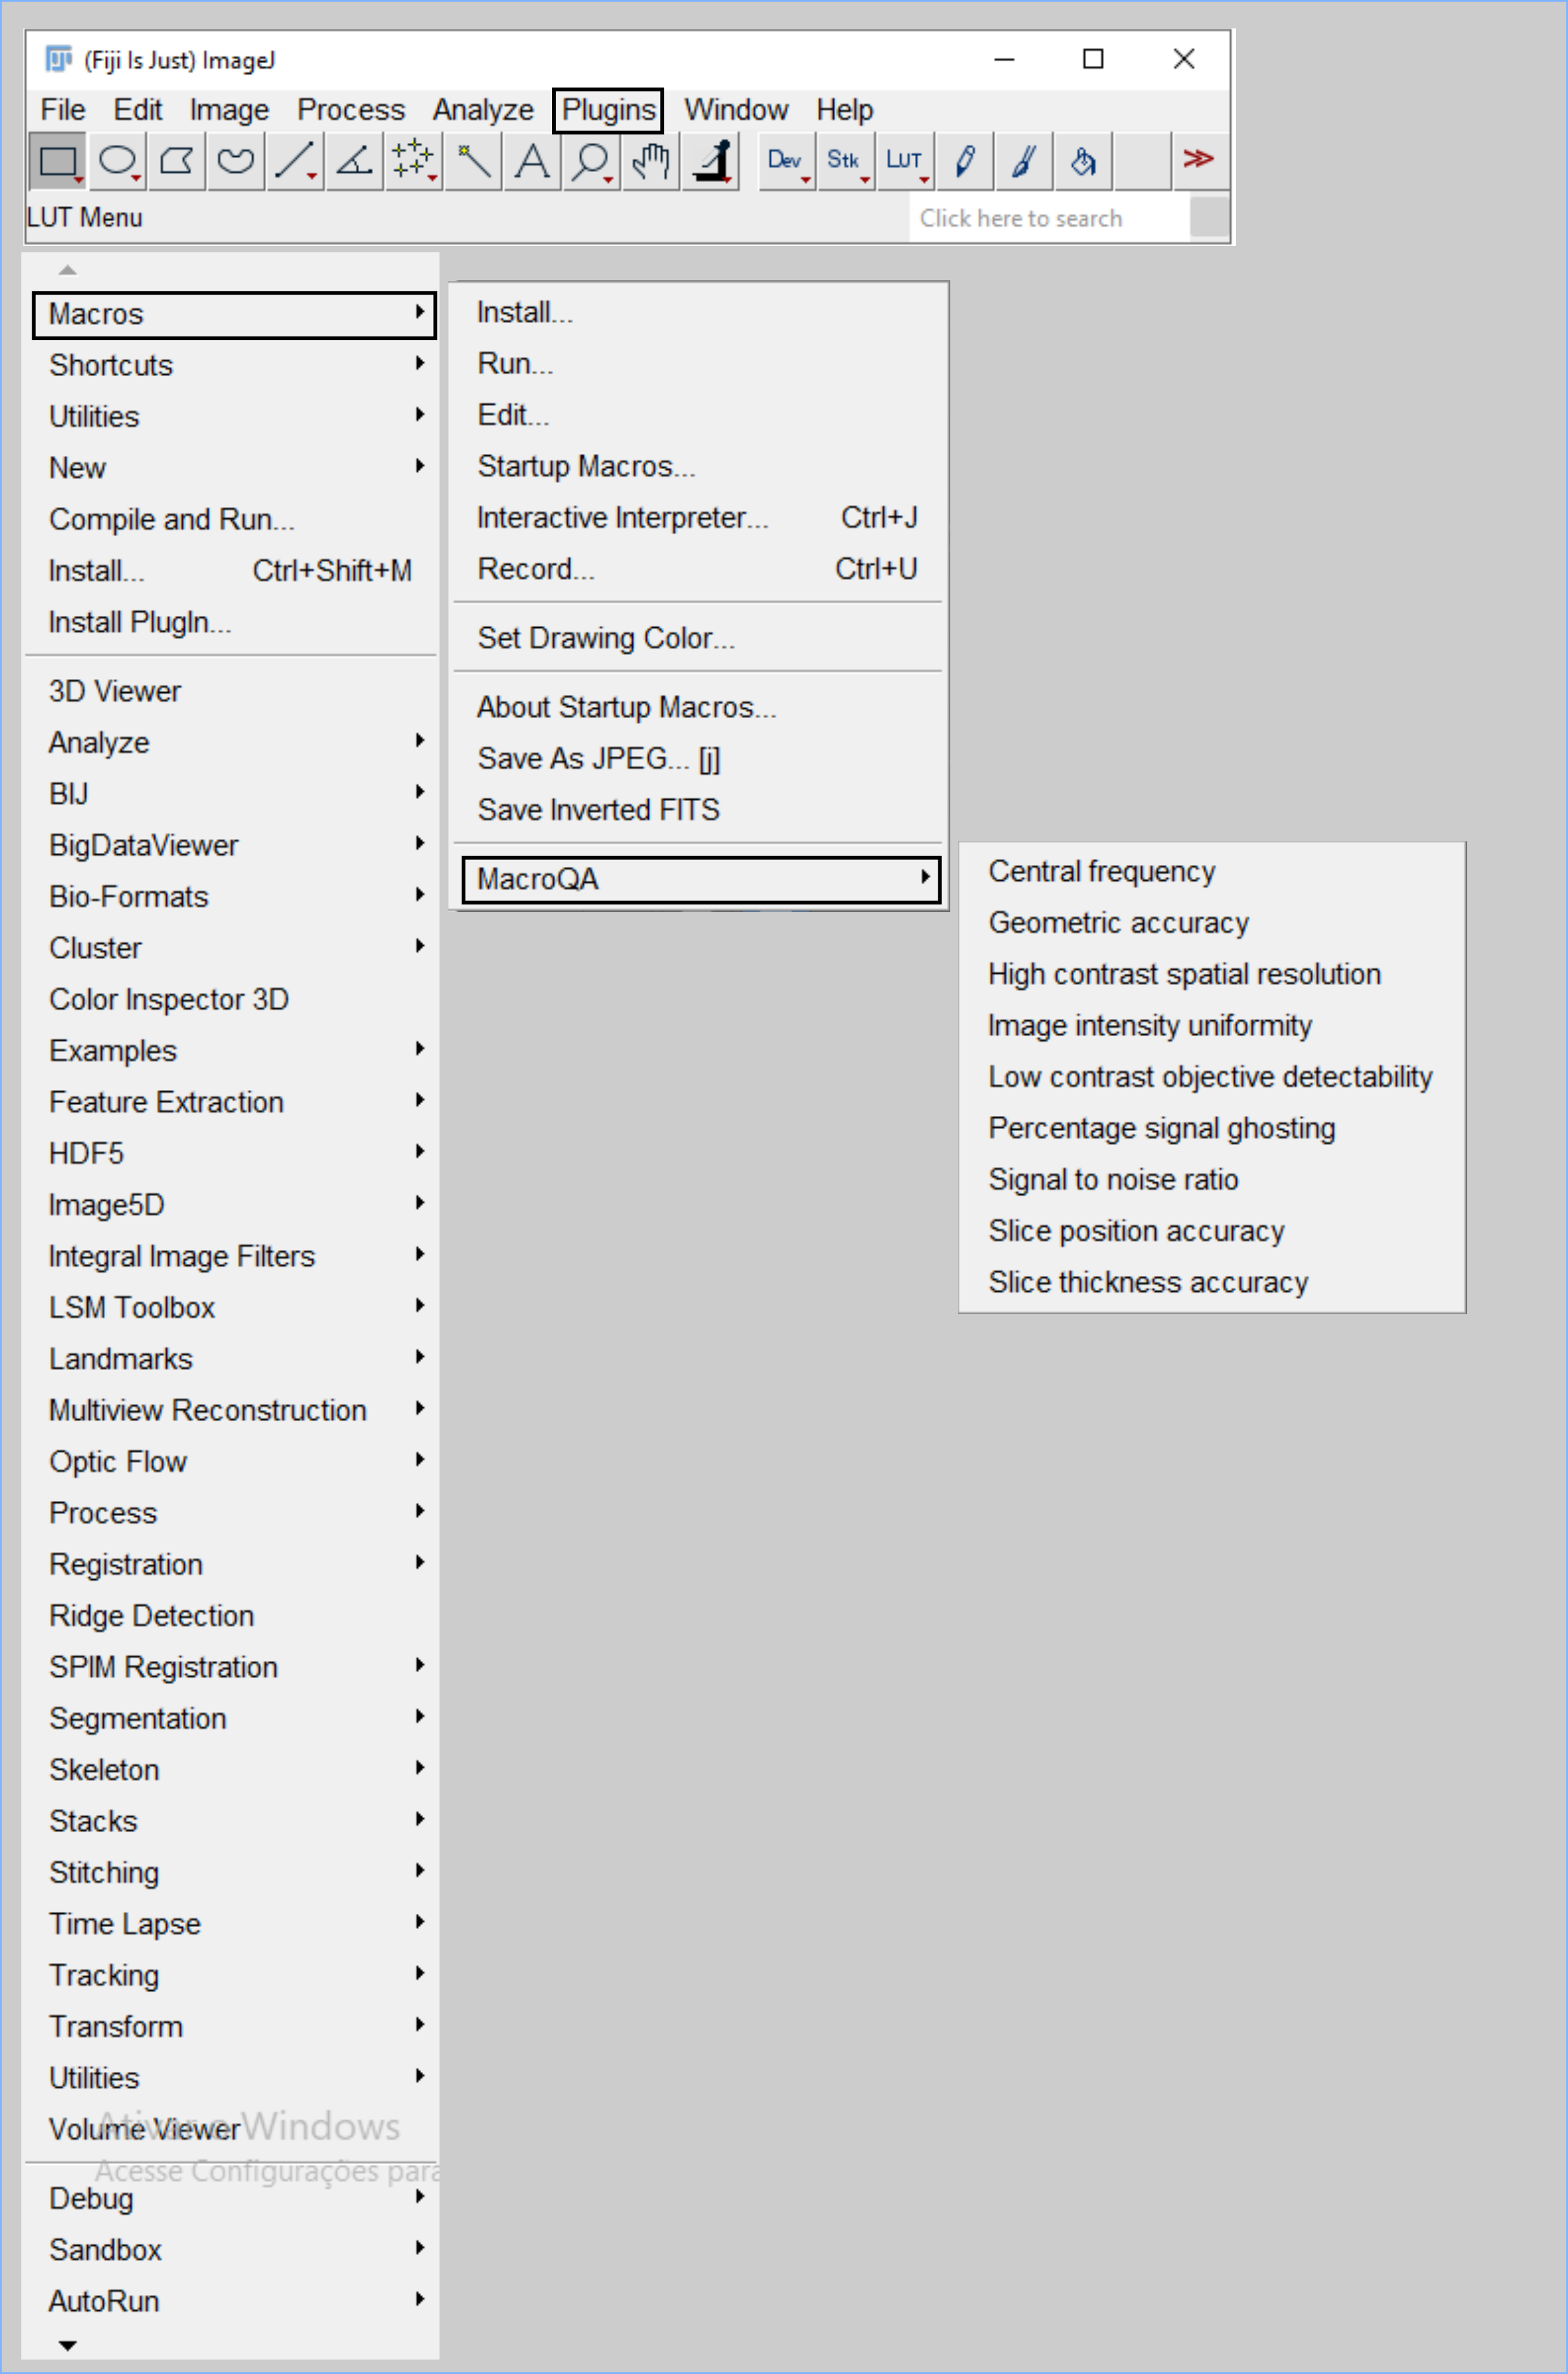 (Fiji Is Just) ImageJ
File Edit Image Process Analyze Plugins Window Help
A Dev Stk LUT
LUT Menu Click here to search
Macros
Shortcuts
Utilities
New
Compile and Run...
Install... Ctrl+Shift+M
Install PlugIn...
3D Viewer
Analyze
BIJ
BigDataViewer
Bio-Formats
Cluster
Color Inspector 3D
Examples
Feature Extraction
HDF5
Image5D
Integral Image Filters
LSM Toolbox
Landmarks
Multiview Reconstruction
Optic Flow
Process
Registration
Ridge Detection
SPIM Registration
Segmentation
Skeleton
Stacks
Stitching
Time Lapse
Tracking
Transform
Utilities
Volume Viewer
Ativar o Windows
Acesse Configurações para
Debug
Sandbox
AutoRun
Install...
Run...
Edit...
Startup Macros...
Interactive Interpreter... Ctrl+J
Record... Ctrl+U
Set Drawing Color...
About Startup Macros...
Save As JPEG... [j]
Save Inverted FITS
MacroQA
Central frequency
Geometric accuracy
High contrast spatial resolution
Image intensity uniformity
Low contrast objective detectability
Percentage signal ghosting
Signal to noise ratio
Slice position accuracy
Slice thickness accuracy